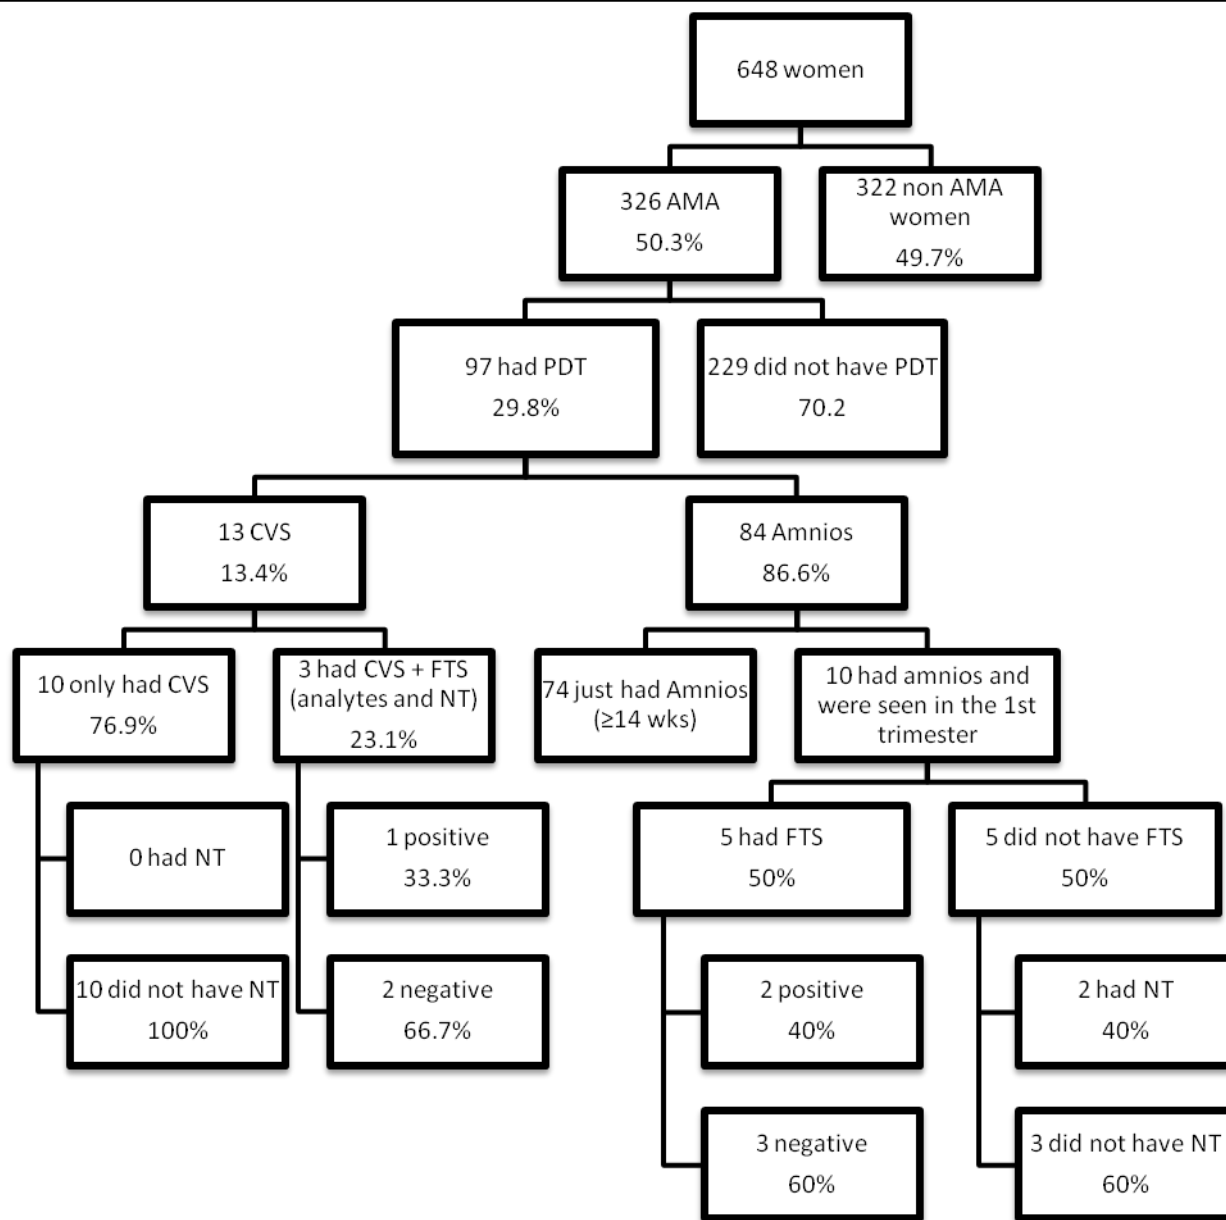 648 women
326 AMA
50.3%
322 non AMA
women
49.7%
97 had PDT
29.8%
229 did not have PDT
70.2
13 CVS
13.4%
84 Amnios
86.6%
10 only had CVS
76.9%
3 had CVS + FTS
(analytes and NT)
23.1%
74 just had Amnios
(≥14 wks)
10 had amnios and
were seen in the 1st
trimester
0 had NT
1 positive
33.3%
5 had FTS
50%
5 did not have FTS
50%
10 did not have NT
100%
2 negative
66.7%
2 positive
40%
2 had NT
40%
3 negative
60%
3 did not have NT
60%